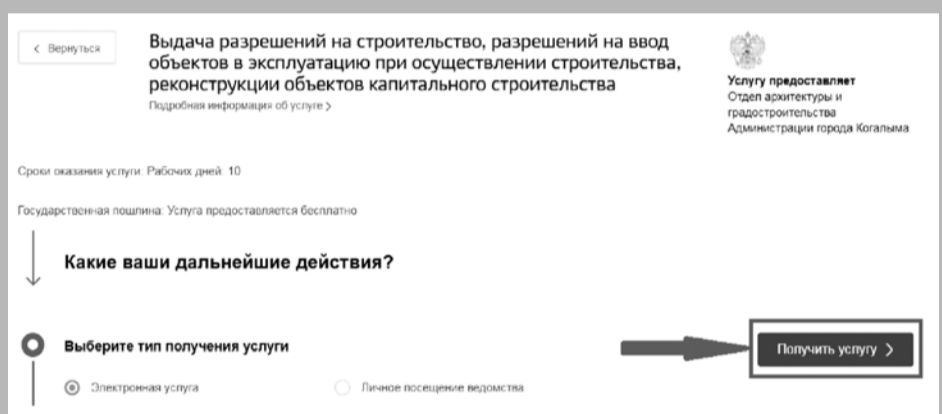 Вернуться
Выдача разрешений на строительство, разрешений на ввод
объектов в эксплуатацию при осуществлении строительства,
реконструкции объектов капитального строительства
Подробная информация об услуге >
Услугу предоставляет
Отдел архитектуры и
градостроительства
Администрации города Когалыма
Сроки оказания услуги: Рабочих дней: 10
Государственная пошлина: Услуга предоставляется бесплатно
Какие ваши дальнейшие действия?
Выберите тип получения услуги
Получить услугу
Электронная услуга
Личное посещение ведомства